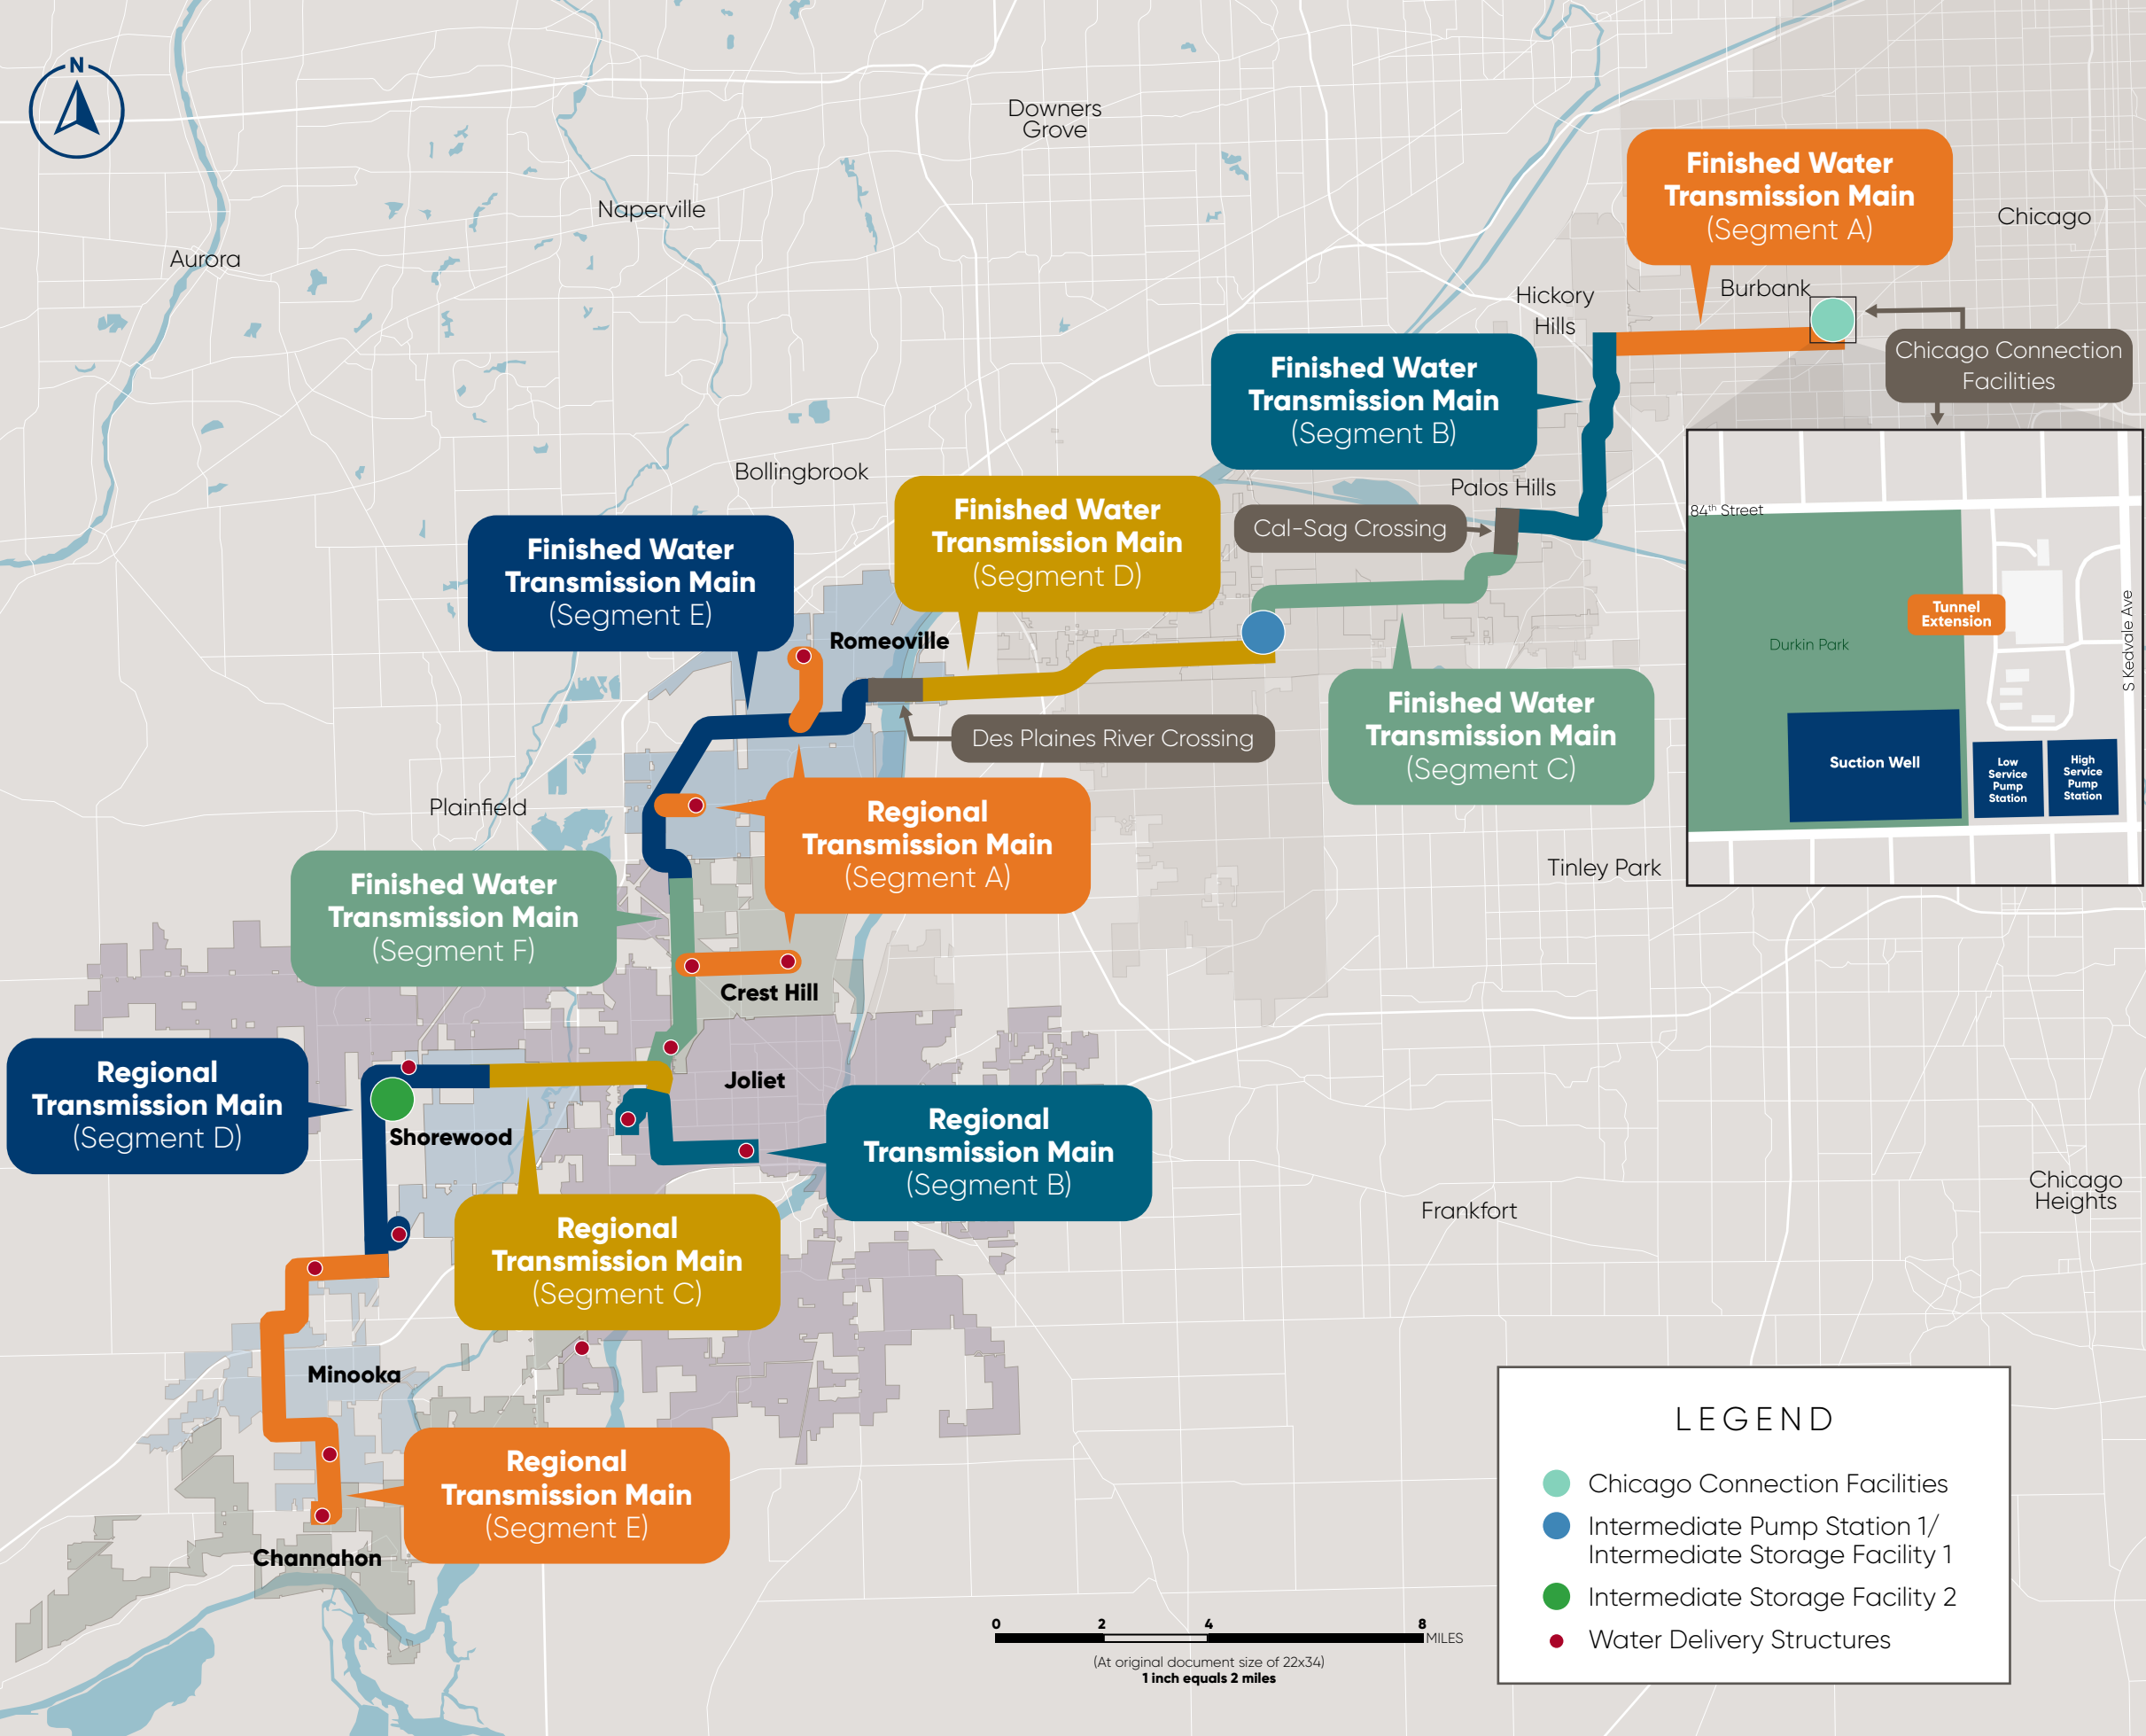 N
Downers
Grove
Naperville
Aurora
Finished Water
Transmission Main
(Segment A)
Chicago
Hickory
Hills
Burbank
Chicago Connection
Facilities
Finished Water
Transmission Main
(Segment B)
Bollingbrook
Palos Hills
Cal-Sag Crossing
Finished Water
Transmission Main
(Segment D)
Finished Water
Transmission Main
(Segment E)
Romeoville
84th Street
Tunnel
Extension
Durkin Park
S Kedvale Ave
Suction Well
Low
Service
Pump
Station
High
Service
Pump
Station
Des Plaines River Crossing
Finished Water
Transmission Main
(Segment C)
Plainfield
Regional
Transmission Main
(Segment A)
Tinley Park
Finished Water
Transmission Main
(Segment F)
Crest Hill
Joliet
Regional
Transmission Main
(Segment D)
Shorewood
Regional
Transmission Main
(Segment B)
Chicago
Heights
Frankfort
Regional
Transmission Main
(Segment C)
Minooka
Regional
Transmission Main
(Segment E)
Channahon
LEGEND
Chicago Connection Facilities
Intermediate Pump Station 1/
Intermediate Storage Facility 1
Intermediate Storage Facility 2
Water Delivery Structures
0 2 4 8
MILES
(At original document size of 22x34)
1 inch equals 2 miles